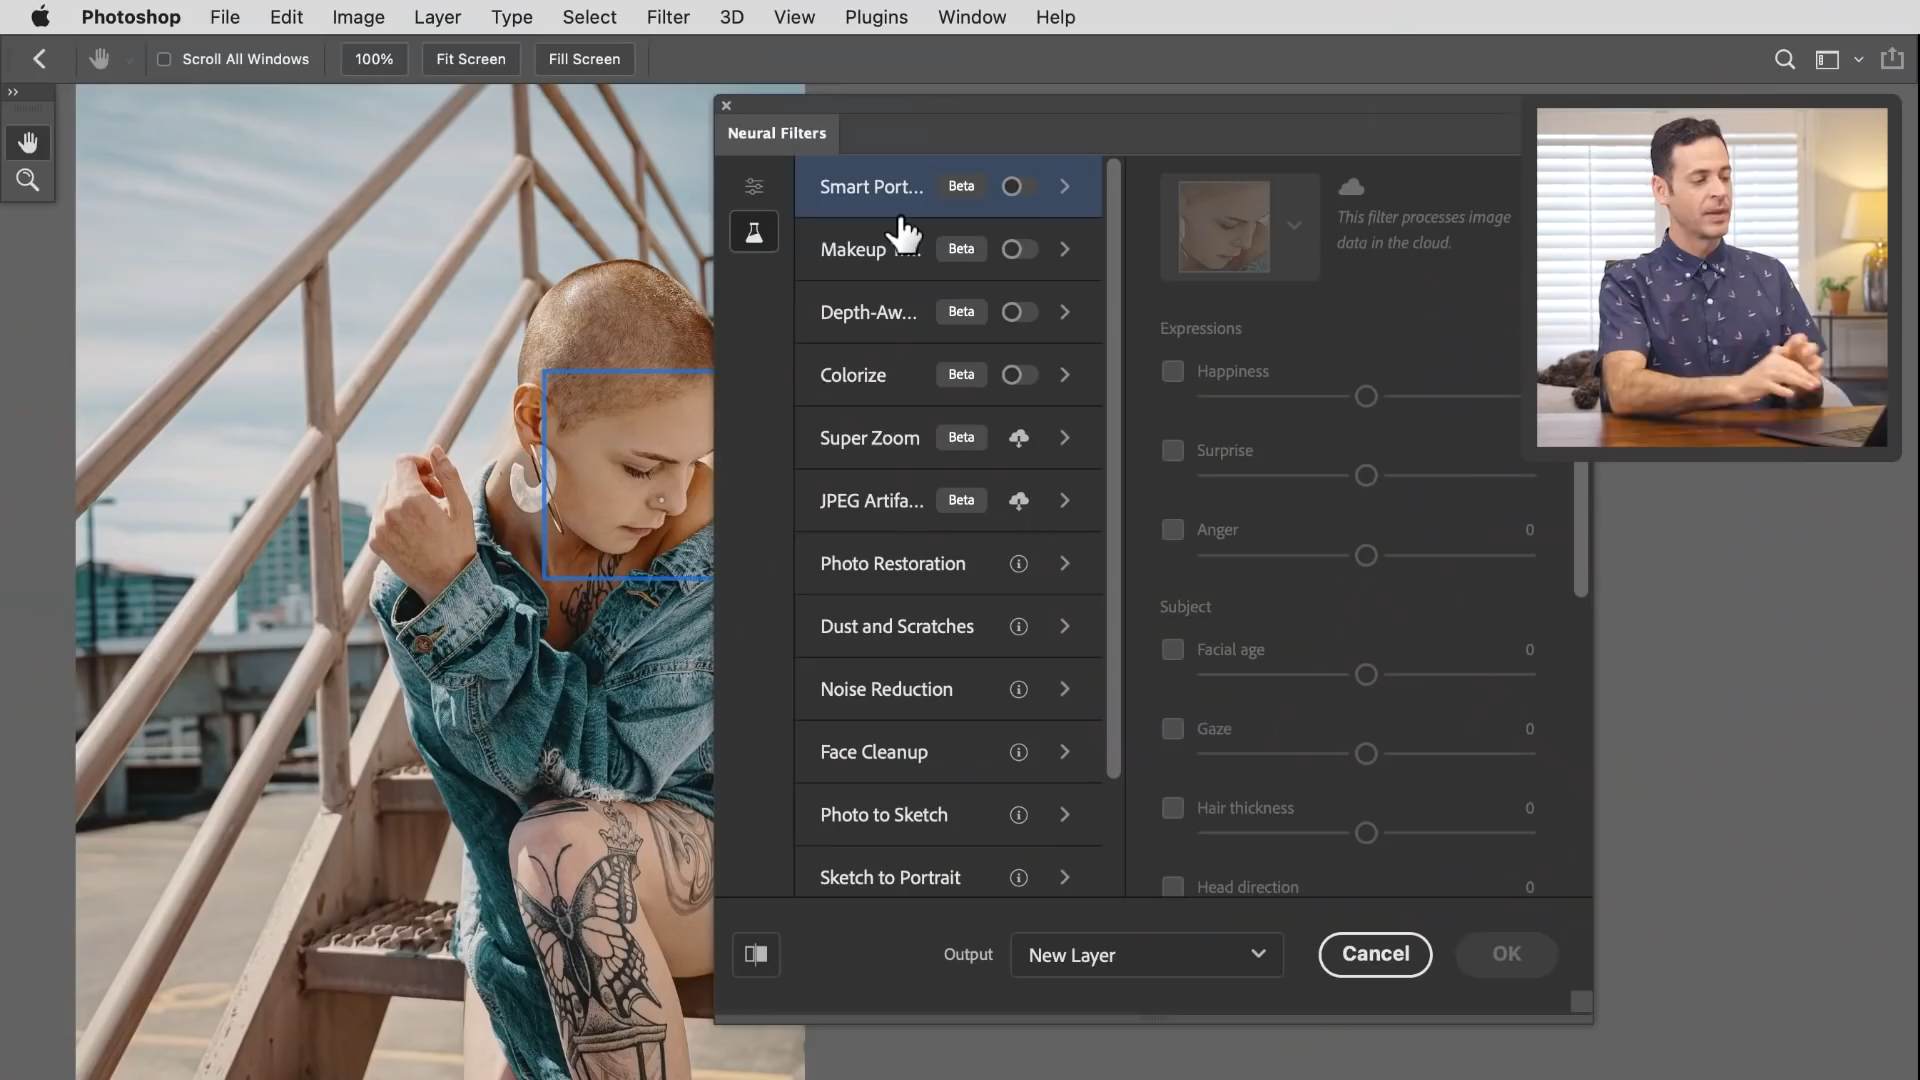 Photoshop File Edit Image Layer Type Select Filter 3D View Plugins Window Help
Scroll All Windows 100% Fit Screen Fill Screen
Neural Filters
Smart Port... Beta
Makeup Beta
Depth-Aw... Beta
Colorize Beta
Super Zoom Beta
JPEG Artifa... Beta
Photo Restoration
Dust and Scratches
Noise Reduction
Face Cleanup
Photo to Sketch
Sketch to Portrait
This filter processes image
data in the cloud.
Expressions
Happiness
Surprise
Anger 0
Subject
Facial age 0
Gaze 0
Hair thickness 0
Head direction 0
Output New Layer Cancel OK